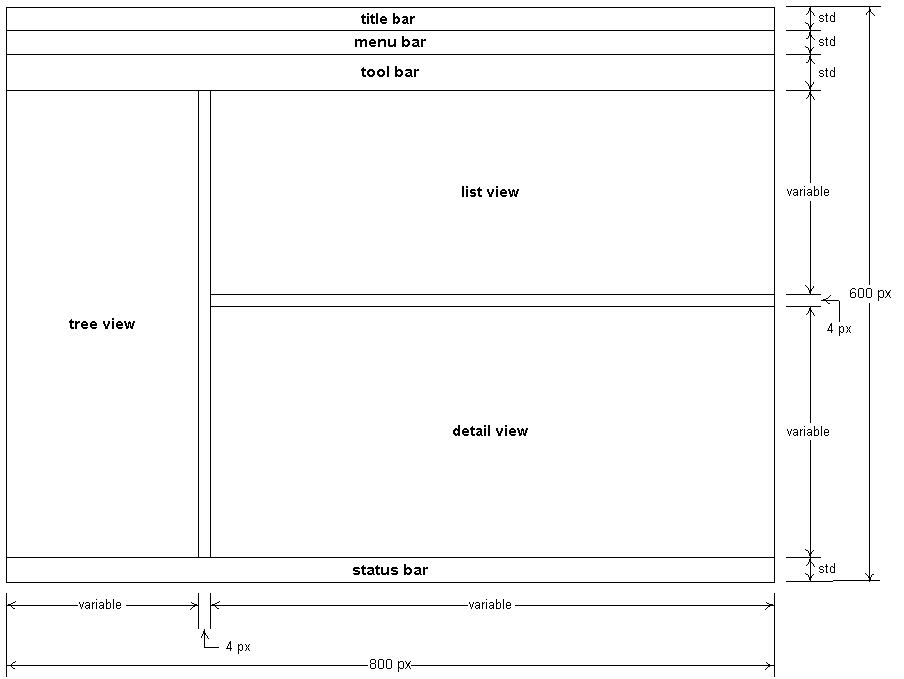 title bar
std
menu bar
std
tool bar
std
list view
variable
600 px
tree view
4 px
detail view
variable
status bar
std
variable
variable
4 px
800 px